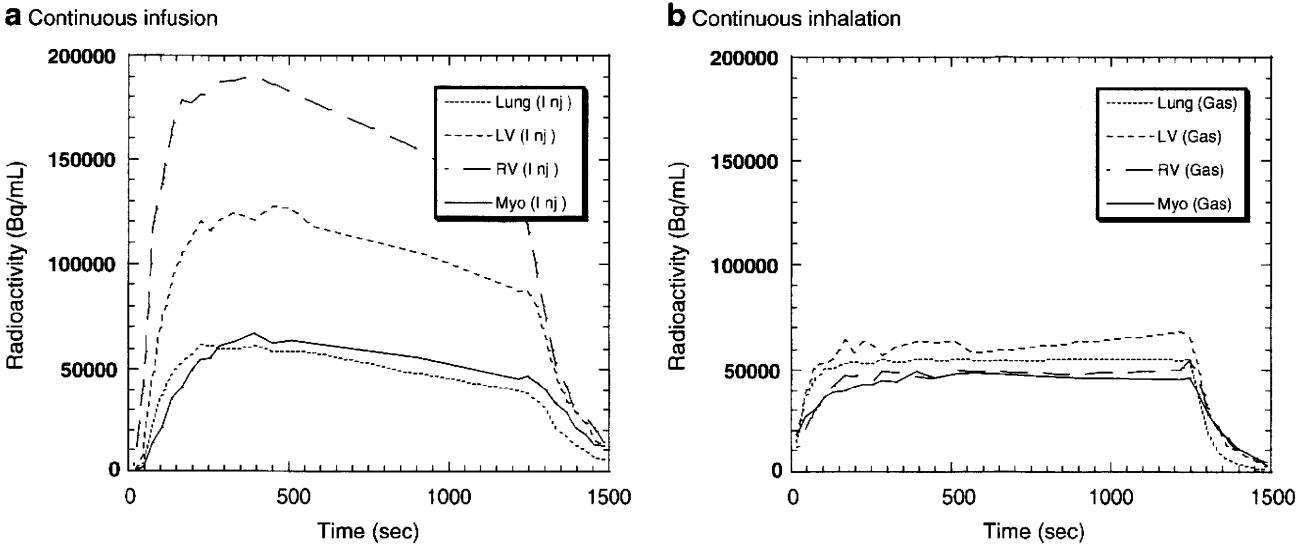 a Continuous infusion
200000
150000
100000
50000
0
0 500 1000 1500
Radioactivity (Bq/mL)
Time (sec)
Lung (I nj )
LV (I nj )
RV (I nj )
Myo (I nj )
b Continuous inhalation
200000
150000
100000
50000
0
0 500 1000 1500
Radioactivity (Bq/mL)
Time (sec)
Lung (Gas)
LV (Gas)
RV (Gas)
Myo (Gas)